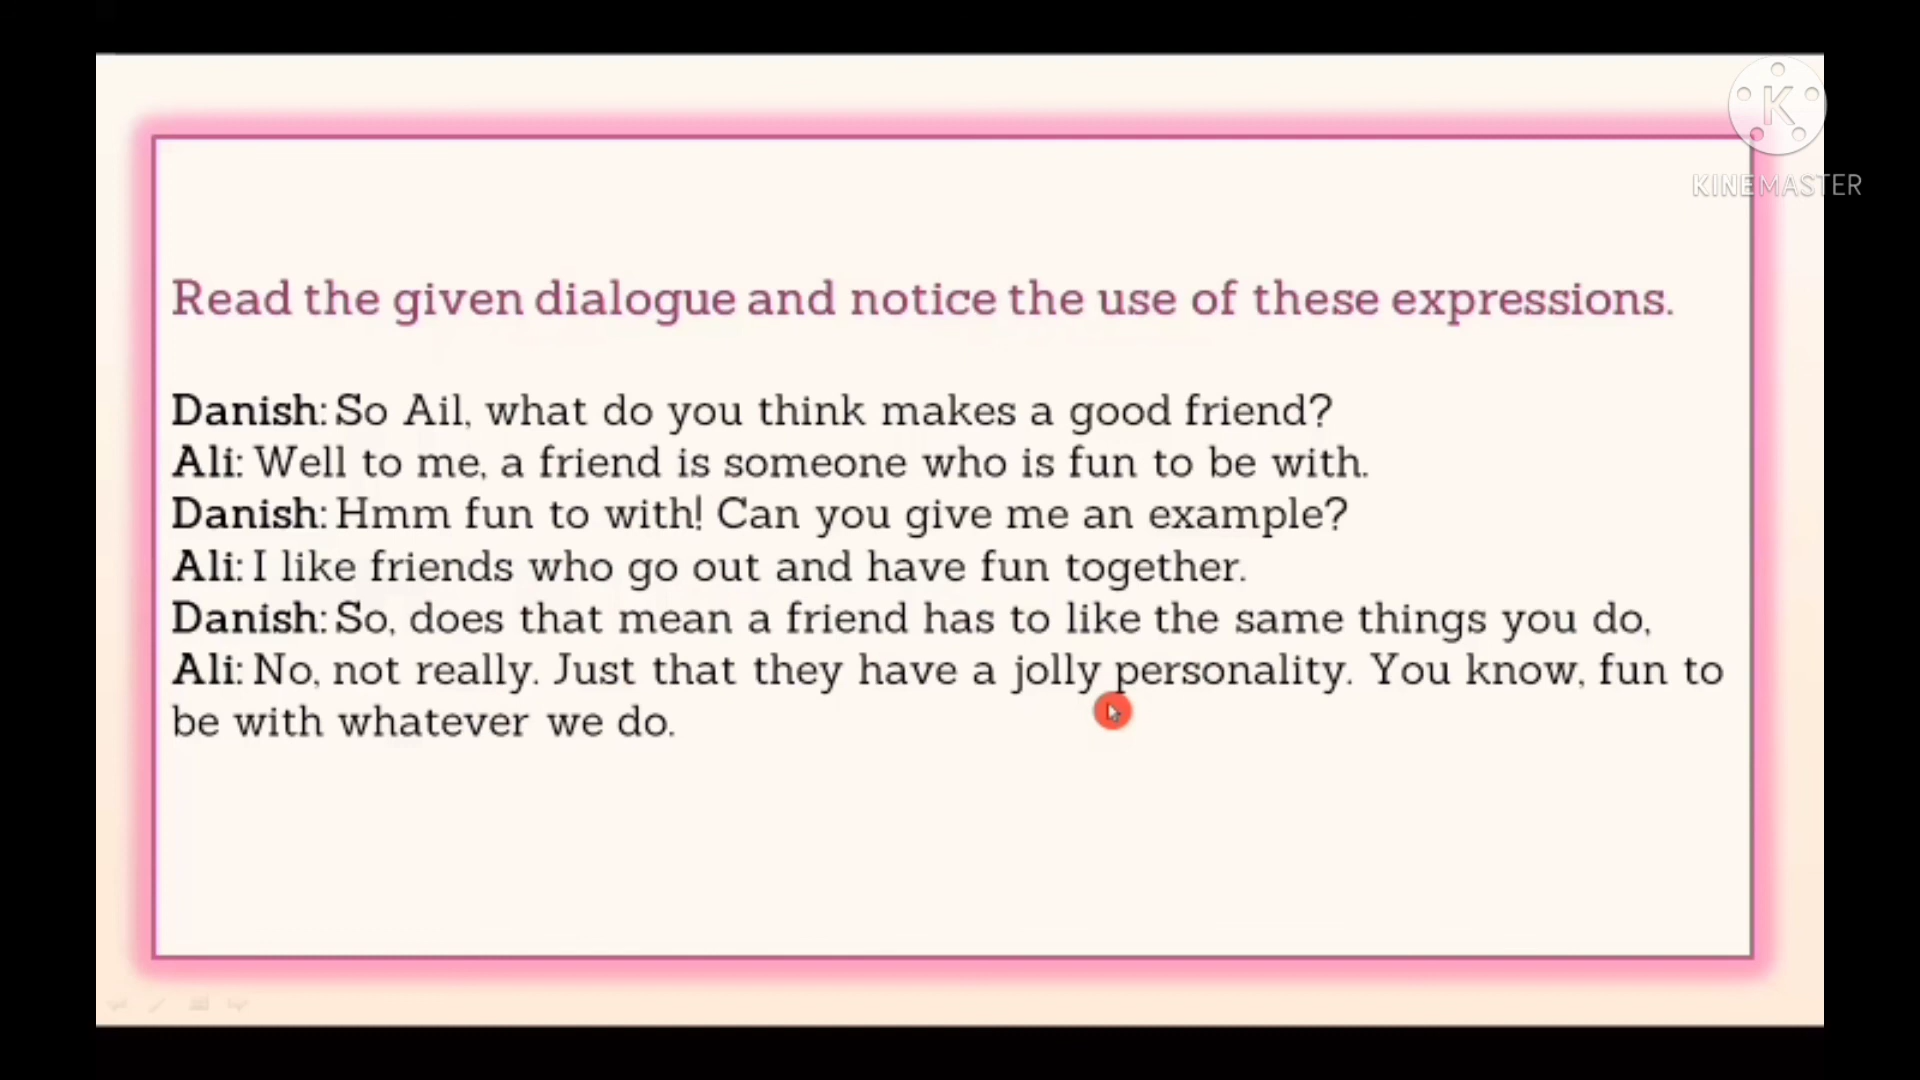 K
KINEMASTER
Read the given dialogue and notice the use of these expressions.
Danish: So Ail, what do you think makes a good friend?
Ali: Well to me, a friend is someone who is fun to be with.
Danish: Hmm fun to with! Can you give me an example?
Ali: I like friends who go out and have fun together.
Danish: So, does that mean a friend has to like the same things you do,
Ali: No, not really. Just that they have a jolly personality. You know, fun to
be with whatever we do.